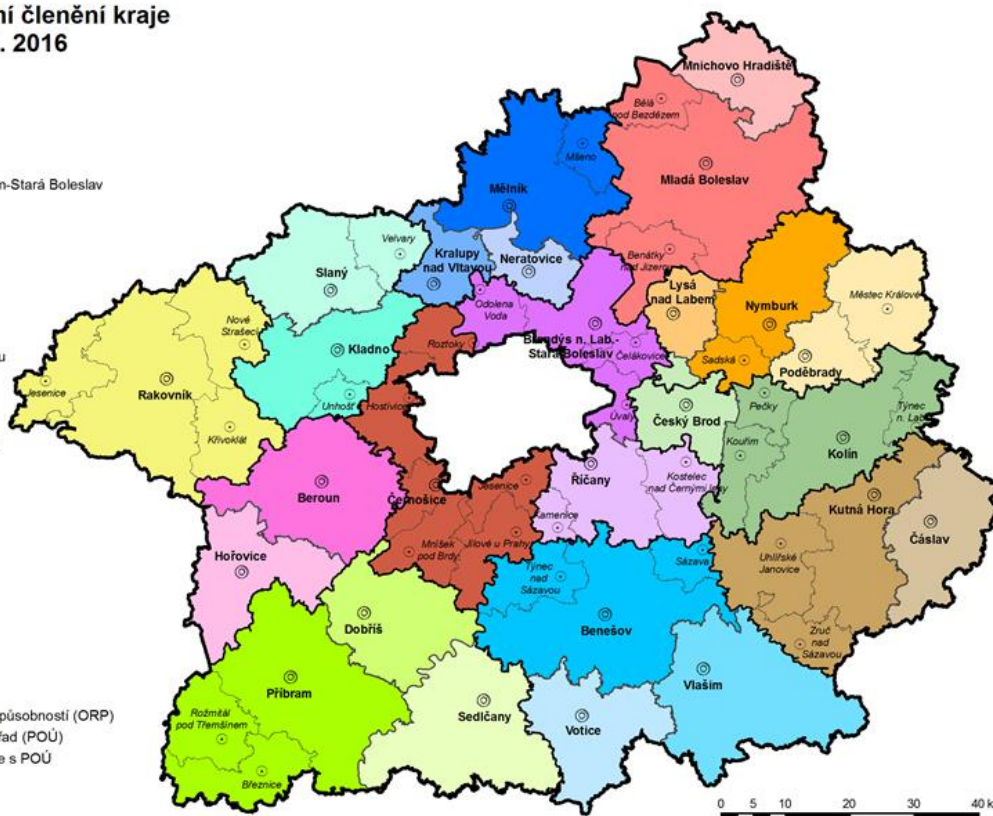 ní členění kraje
. 2016
m-Stará Boleslav
Mnichovo Hradiště
Bělá
pod Bezdězem
Mšeno
Mladá Boleslav
Mělník
Velvary
Slaný
Kralupy
nad Vltavou
Neratovice
Benátky
nad Jizerou
Lysá
nad Labem
Nymburk
Městec Králové
Odolena
Voda
Nové
Strašecí
Kladno
Roztoky
Brandýs n. Lab.-
Stará Boleslav
Čelákovice
Sadská
Poděbrady
Jesenice
Rakovník
Unhošť
Hostivice
Úvaly
Český Brod
Pečky
Týnec
n. Lab.
Křivoklát
Kouřim
Kolín
Beroun
Černošice
Jesenice
Říčany
Kostelec
nad Černými lesy
Kutná Hora
Čáslav
Kamenice
Mníšek
pod Brdy
Jílové u Prahy
Hořovice
Týnec
nad
Sázavou
Sázava
Uhlířské
Janovice
Dobříš
Benešov
Zruč
nad
Sázavou
Příbram
Vlašim
Sedlčany
Votice
Rožmitál
pod Třemšínem
Březnice
působností (ORP)
řad (POÚ)
e s POÚ
0 5 10 20 30 40 k